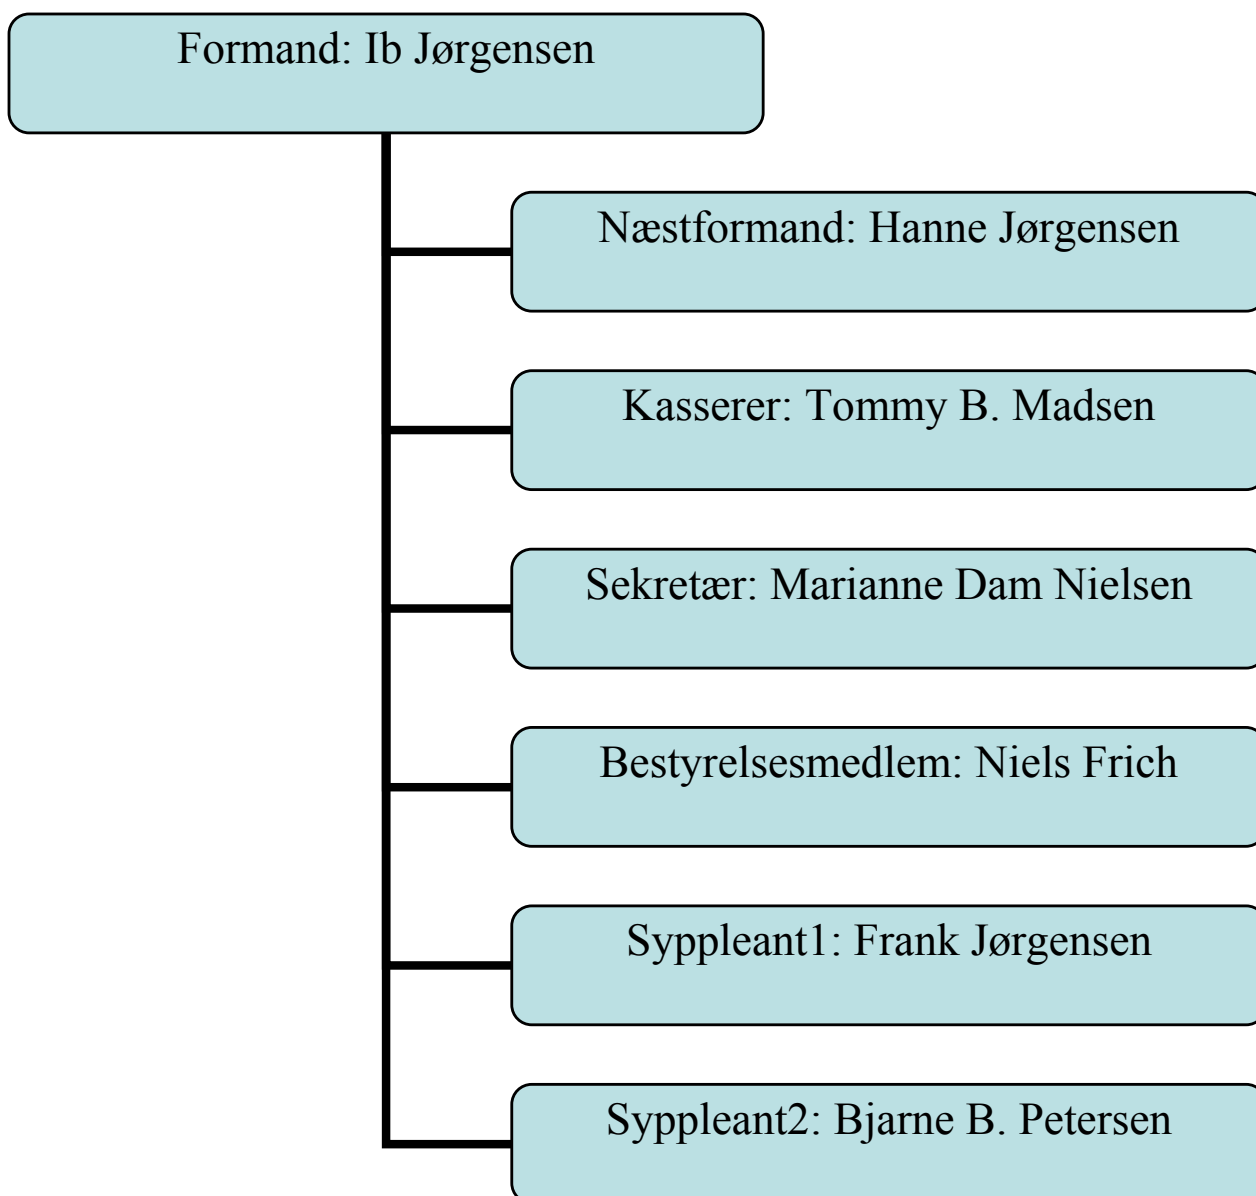 Formand: Ib Jørgensen
Næstformand: Hanne Jørgensen
Kasserer: Tommy B. Madsen
Sekretær: Marianne Dam Nielsen
Bestyrelsesmedlem: Niels Frich
Syppleant1: Frank Jørgensen
Syppleant2: Bjarne B. Petersen